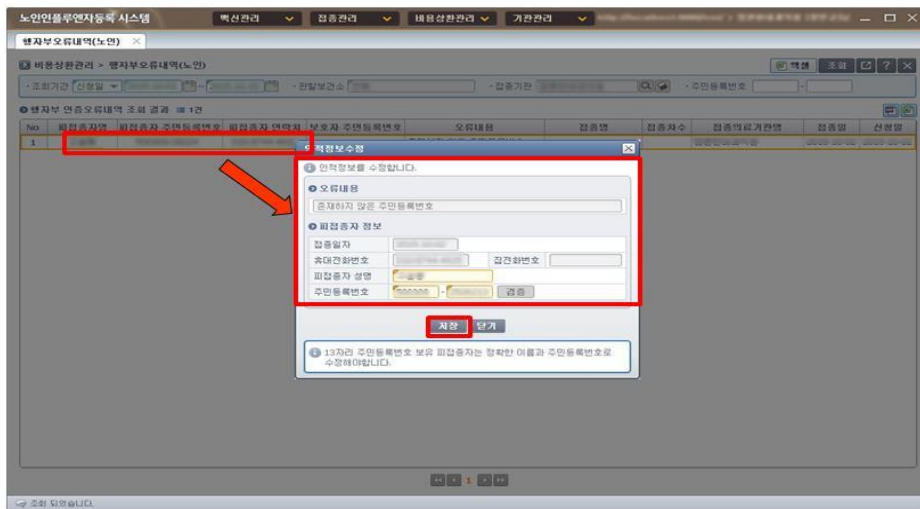 노인인플루엔자등록 시스템 백신관리 접종관리 비용상환관리 기관관리
행자부오류내역(노인)
비용상환관리 > 행자부오류내역(노인)
엑셀 조회
조회기간 신청일 ~ 관할보건소 접종기관 주민등록번호 -
행자부 인증오류내역 조회 결과 1건
No 피접종자명 피접종자 주민등록번호 피접종자 연락처 보호자 주민등록번호 오류내용 접종명 접종차수 접종의료기관명 접종일 신청일
1
인적정보수정
인적정보를 수정합니다.
오류내용
존재하지 않은 주민등록번호
피접종자 정보
접종일자
휴대전화번호 집전화번호
피접종자 성명
주민등록번호 - 검증
저장 닫기
13자리 주민등록번호 보유 피접종자는 정확한 이름과 주민등록번호로
수정해야합니다.
1
조회 되었습니다.